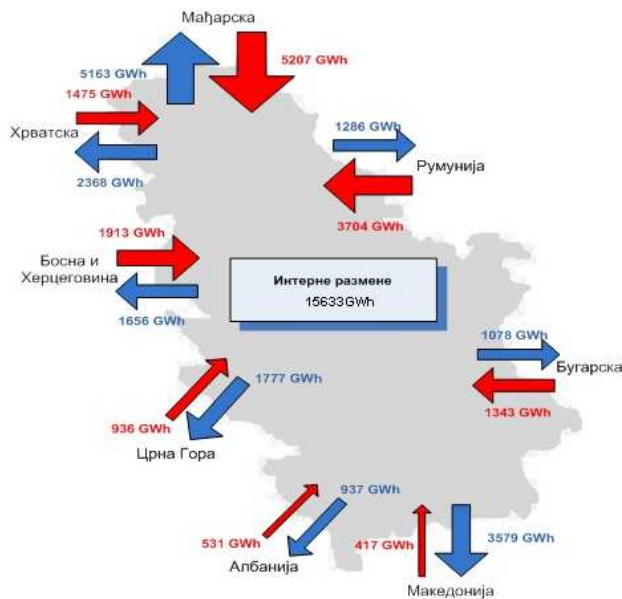 Мађарска
5163 GWh
5207 GWh
1475 GWh
Хрватска
2368 GWh
1286 GWh
Румунија
3704 GWh
1913 GWh
Босна и
Херцеговина
1656 GWh
Интерне размене
15633GWh
1078 GWh
Бугарска
1343 GWh
1777 GWh
936 GWh
Црна Гора
937 GWh
531 GWh
Албанија
417 GWh
3579 GWh
Македонија